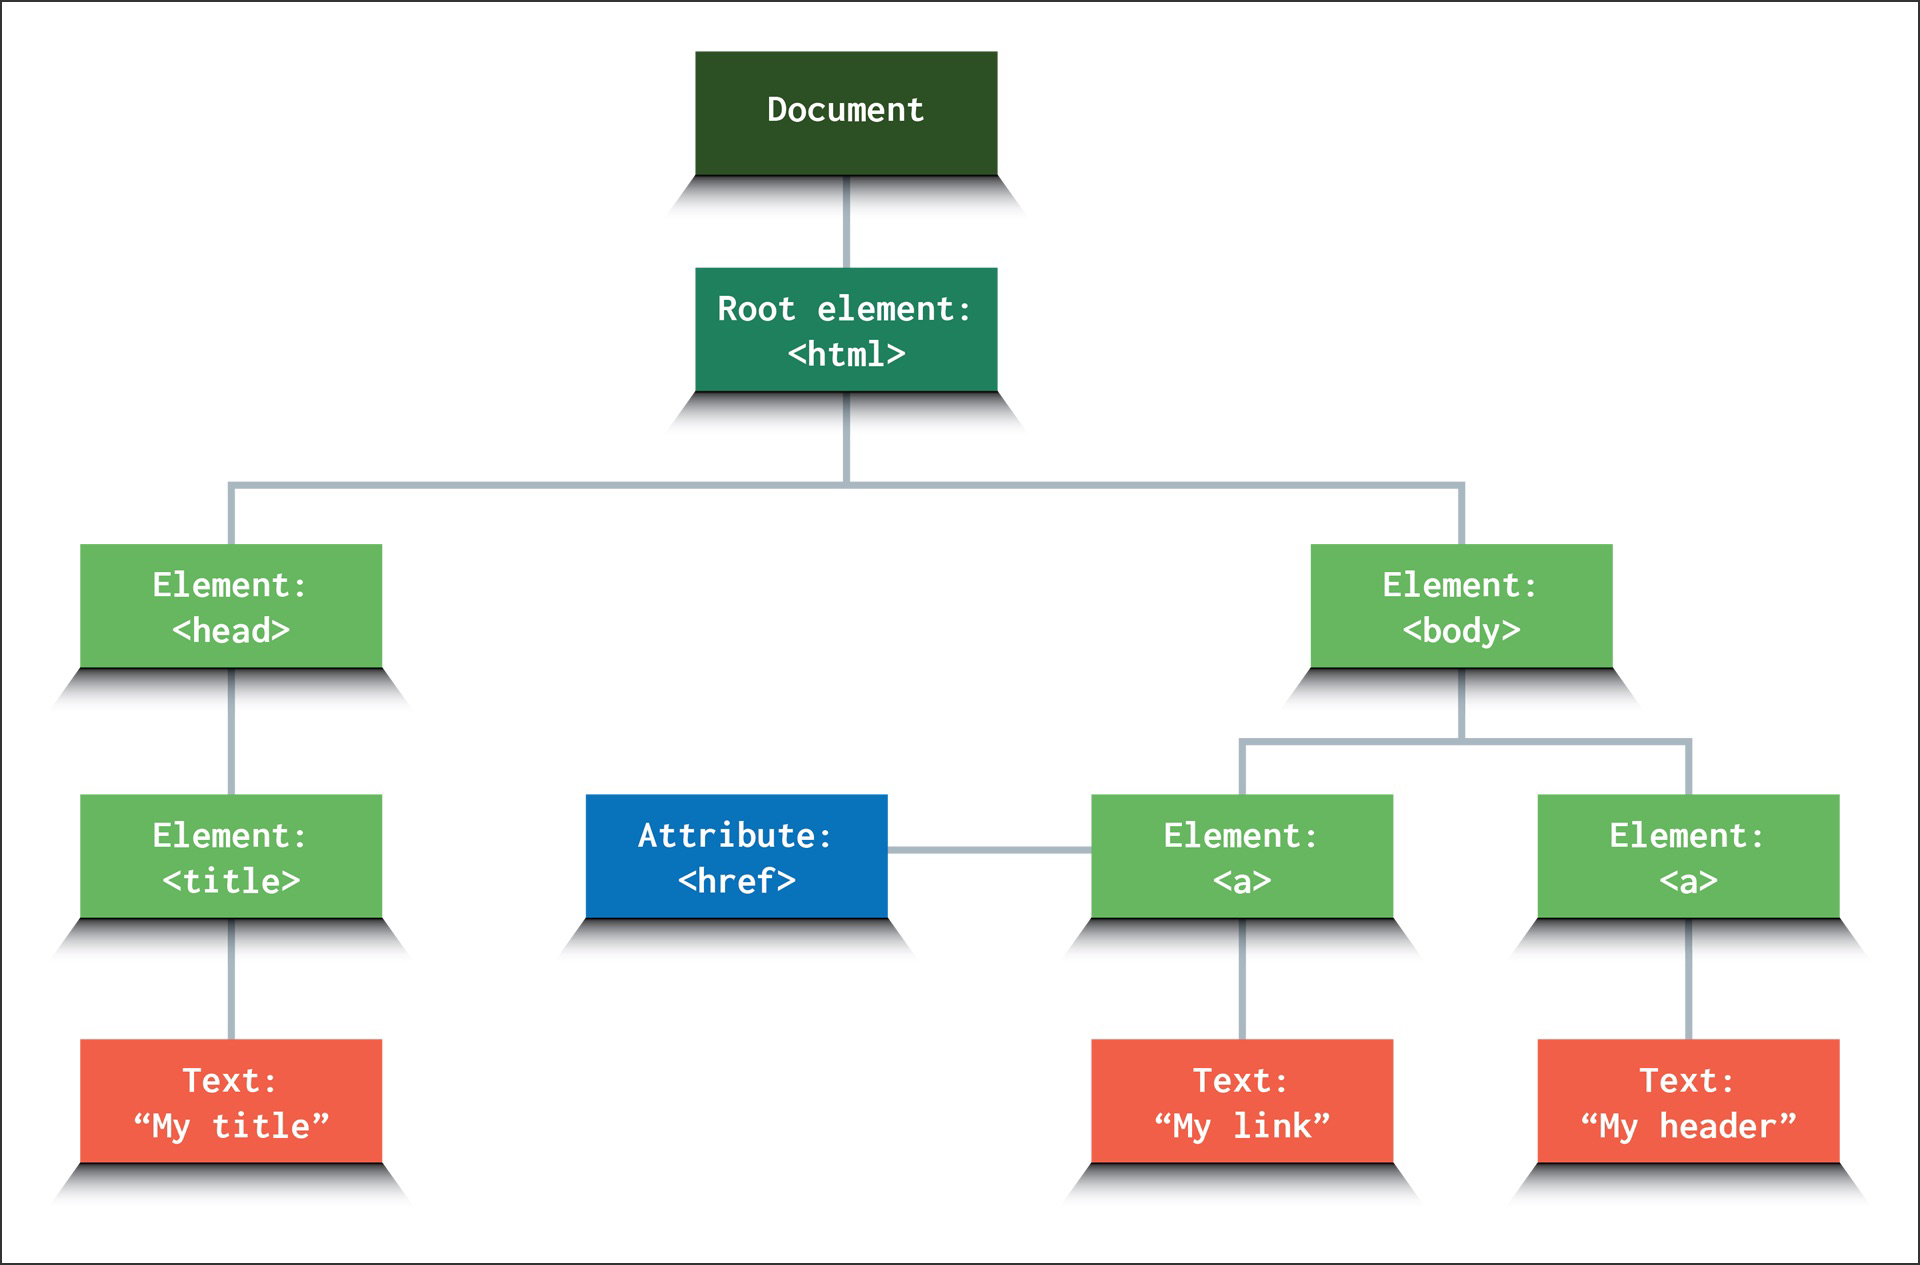 Document
Root element:
<html>
Element:
<head>
Element:
<body>
Element:
<title>
Attribute:
<href>
Element:
<a>
Element:
<a>
Text:
“My title”
Text:
“My link”
Text:
“My header”